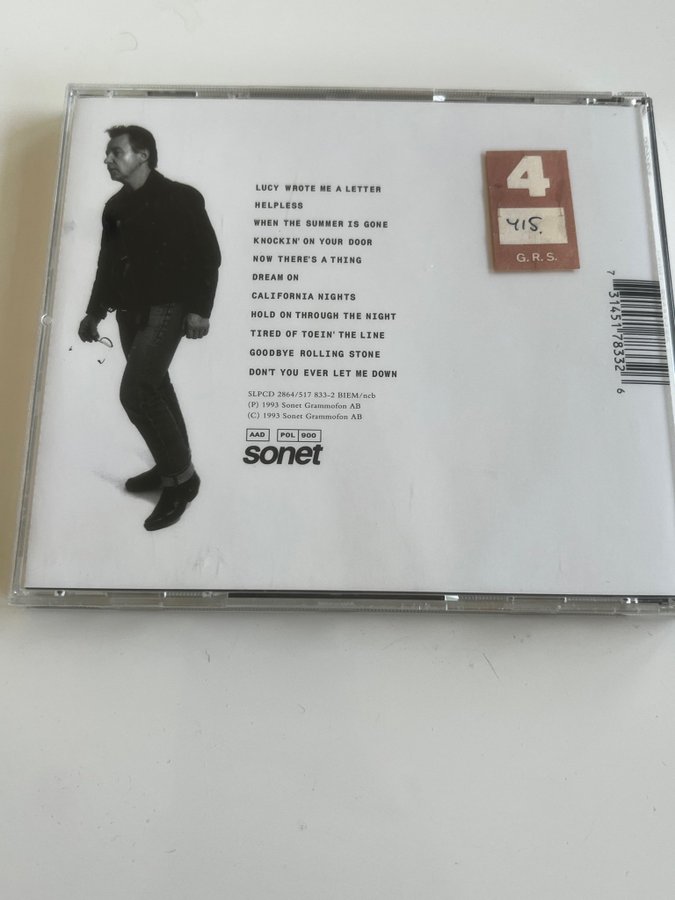 LUCY WROTE ME A LETTER
HELPLESS
WHEN THE SUMMER IS GONE
KNOCKIN' ON YOUR DOOR
NOW THERE'S A THING
DREAM ON
CALIFORNIA NIGHTS
HOLD ON THROUGH THE NIGHT
TIRED OF TOEIN' THE LINE
GOODBYE ROLLING STONE
DON'T YOU EVER LET ME DOWN
SLPCD 2864/517 833-2 BIEM/ncb
(P) 1993 Sonet Grammofon AB
(C) 1993 Sonet Grammofon AB
AAD POL 900
sonet
4
415.
G. R. S.
7 31451 78332 6